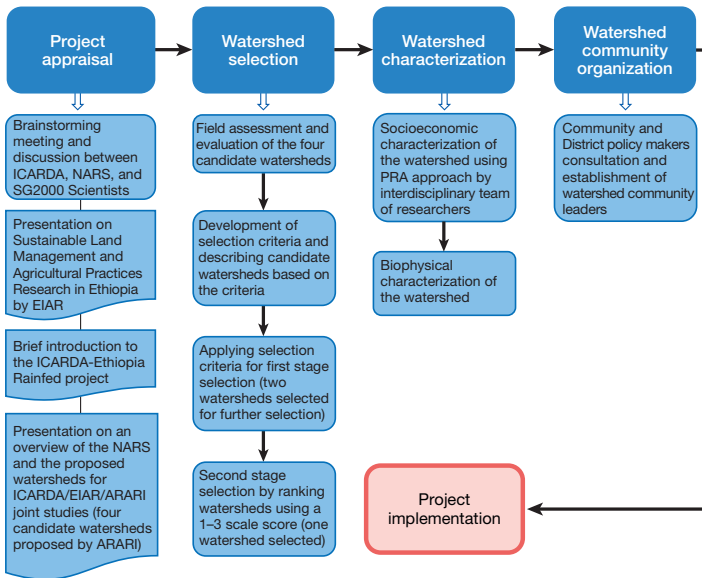 Project
appraisal
Brainstorming
meeting and
discussion between
ICARDA, NARS, and
SG2000 Scientists
Presentation on
Sustainable Land
Management and
Agricultural Practices
Research in Ethiopia
by EIAR
Brief introduction to
the ICARDA-Ethiopia
Rainfed project
Presentation on an
overview of the NARS
and the proposed
watersheds for
ICARDA/EIAR/ARARI
joint studies (four
candidate watersheds
proposed by ARARI)
Watershed
selection
Field assessment and
evaluation of the four
candidate watersheds
Development of
selection criteria and
describing candidate
watersheds based on
the criteria
Applying selection
criteria for first stage
selection (two
watersheds selected
for further selection)
Second stage
selection by ranking
watersheds using a
1–3 scale score (one
watershed selected)
Watershed
characterization
Socioeconomic
characterization of
the watershed using
PRA approach by
interdisciplinary team
of researchers
Biophysical
characterization of
the watershed
Watershed
community
organization
Community and
District policy makers
consultation and
establishment of
watershed community
leaders
Project
implementation